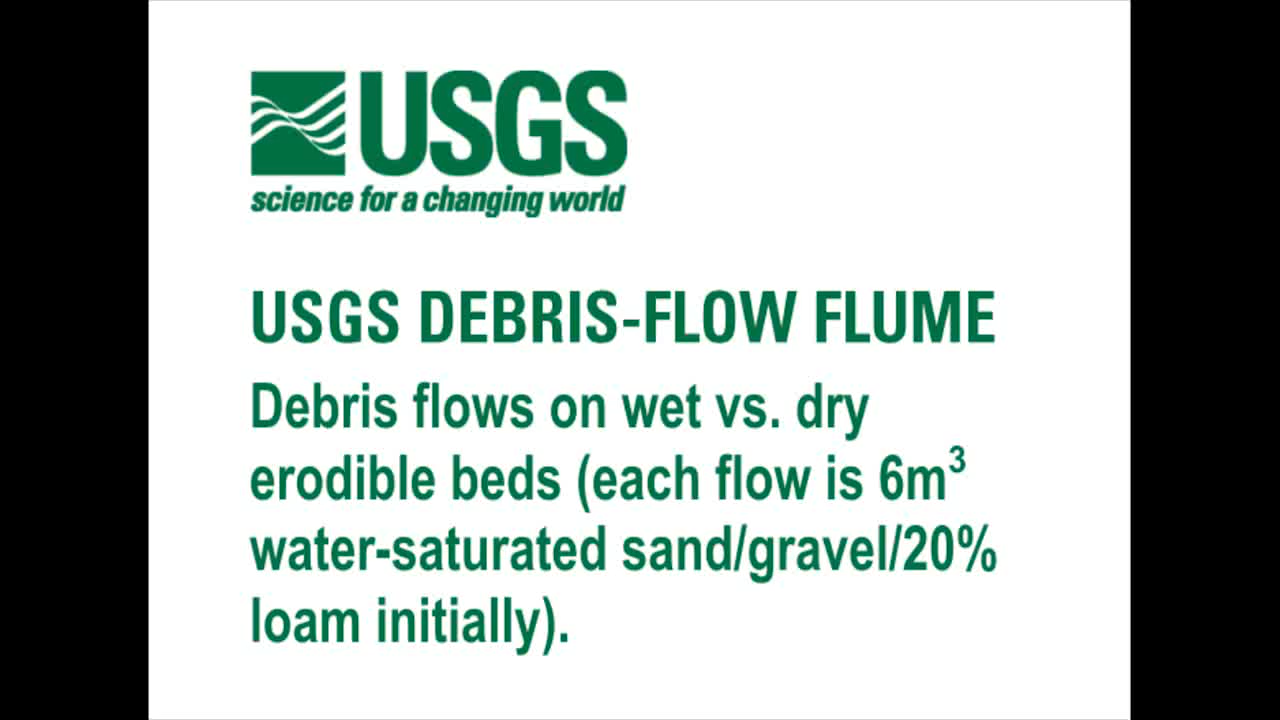 USGS
science for a changing world
USGS DEBRIS-FLOW FLUME
Debris flows on wet vs. dry
erodible beds (each flow is 6m³
water-saturated sand/gravel/20%
loam initially).